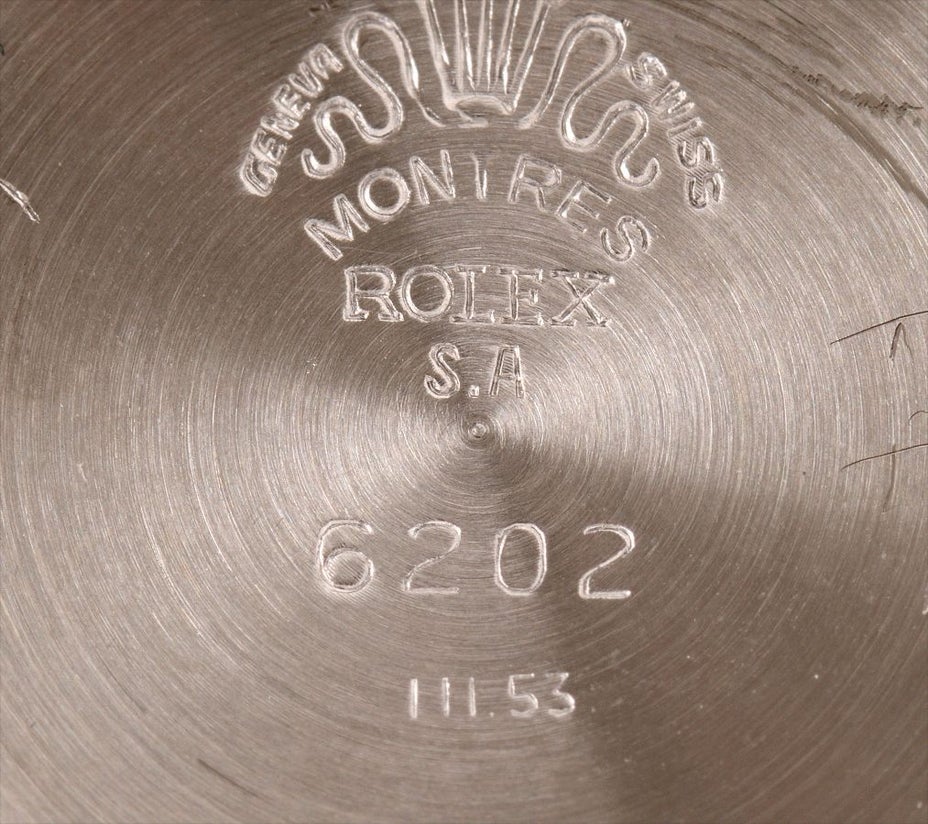 GENEVA SWISS
MONTRES
ROLEX
S.A
6202
III.53